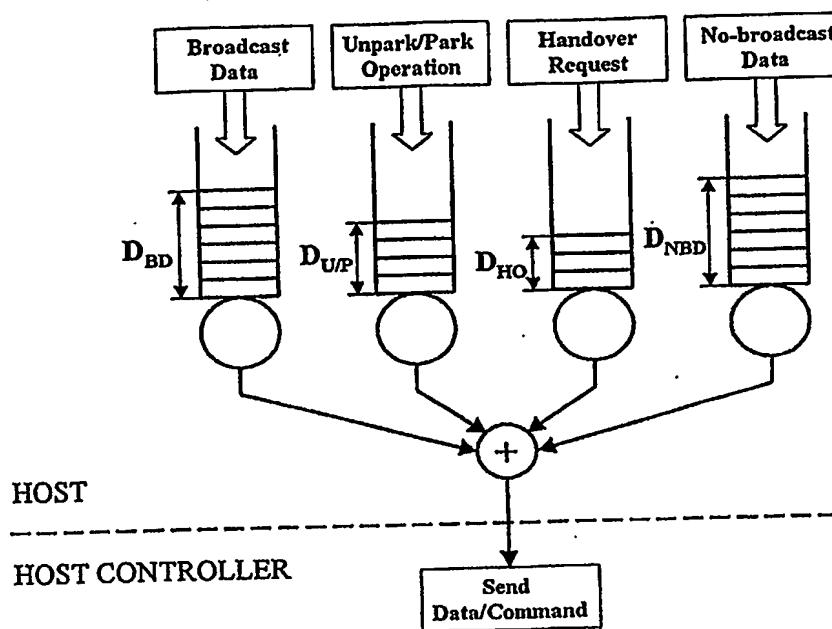 Broadcast
Data
Unpark/Park
Operation
Handover
Request
No-broadcast
Data
D_BD
D_U/P
D_HO
D_NBD
+
HOST
HOST CONTROLLER
Send
Data/Command